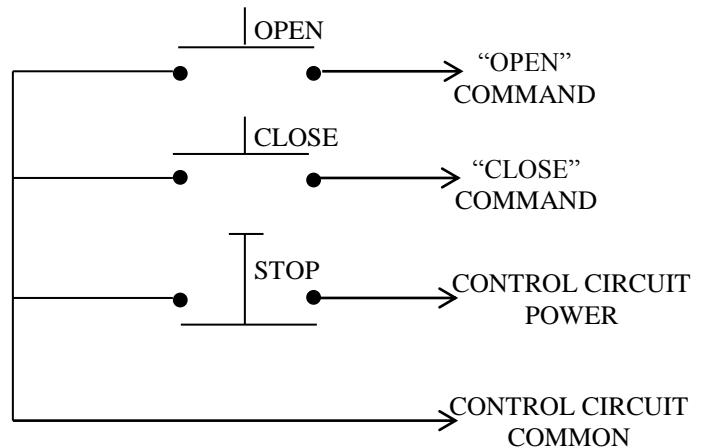 OPEN
“OPEN”
COMMAND
CLOSE
“CLOSE”
COMMAND
STOP
CONTROL CIRCUIT
POWER
CONTROL CIRCUIT
COMMON